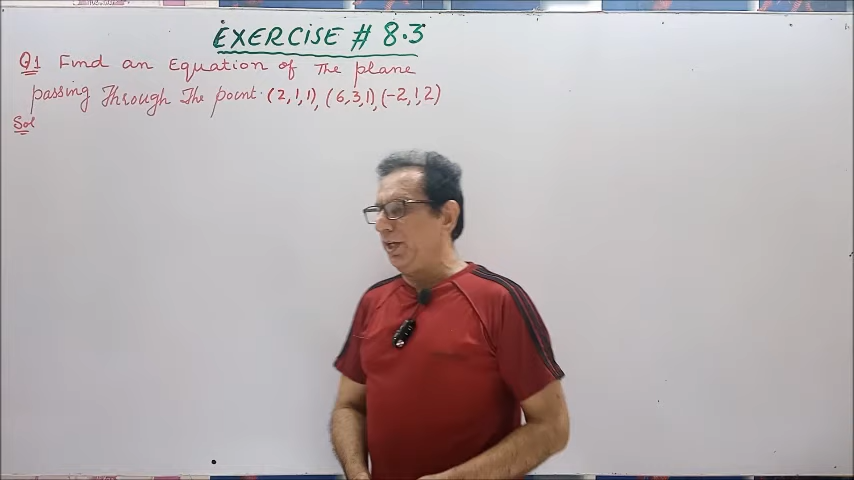 EXERCISE # 8.3
Q1 Find an Equation of The plane
passing Through The point. (2,1,1), (6,3,1), (-2,1,2)
Sol